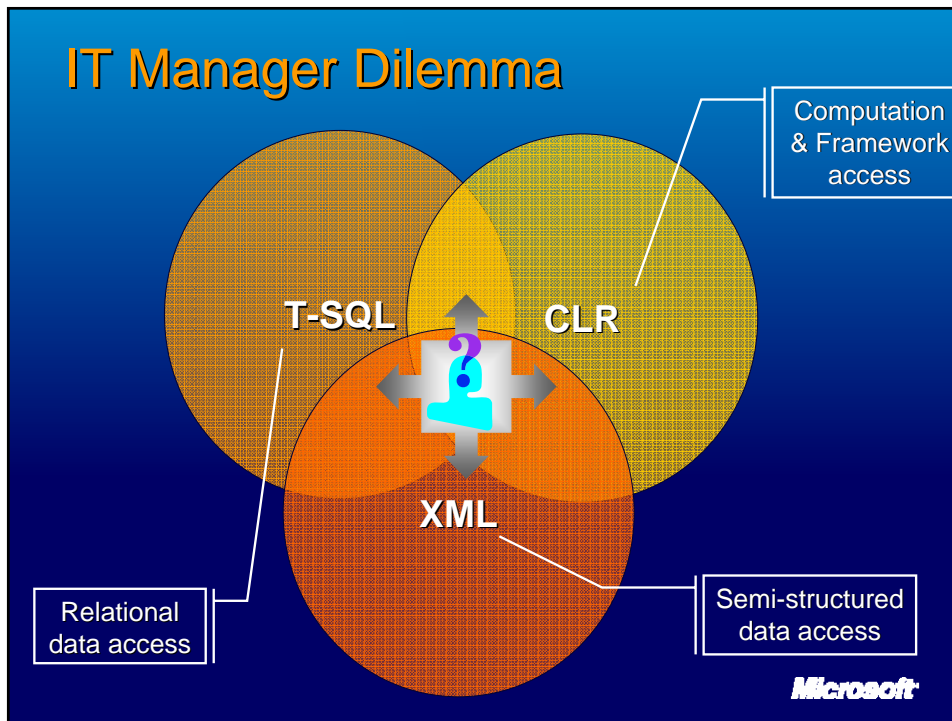 IT Manager Dilemma
Computation
& Framework
access
T-SQL
CLR
?
XML
Relational
data access
Semi-structured
data access
Microsoft